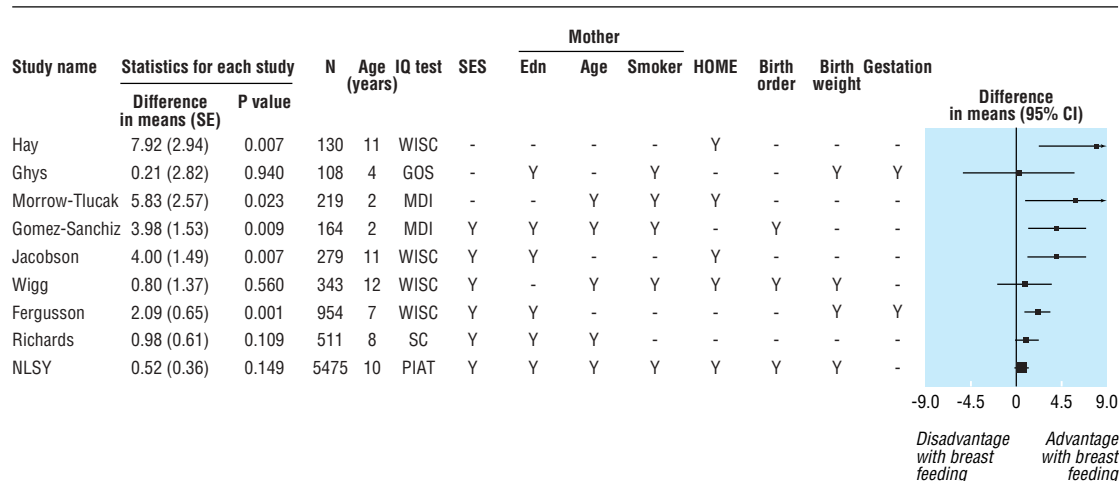 Mother
Study name Statistics for each study N Age IQ test SES Edn Age Smoker HOME Birth Birth Gestation
(years) order weight
Difference P value Difference
in means (SE) in means (95% CI)
Hay 7.92 (2.94) 0.007 130 11 WISC - - - - Y - - -
Ghys 0.21 (2.82) 0.940 108 4 GOS - Y - Y - - Y Y
Morrow-Tlucak 5.83 (2.57) 0.023 219 2 MDI - - Y Y Y - - -
Gomez-Sanchiz 3.98 (1.53) 0.009 164 2 MDI Y Y Y Y - Y - -
Jacobson 4.00 (1.49) 0.007 279 11 WISC Y Y - - Y - - -
Wigg 0.80 (1.37) 0.560 343 12 WISC Y - Y Y Y Y Y -
Fergusson 2.09 (0.65) 0.001 954 7 WISC Y Y - - - - Y Y
Richards 0.98 (0.61) 0.109 511 8 SC Y Y Y - - - - -
NLSY 0.52 (0.36) 0.149 5475 10 PIAT Y Y Y Y Y Y Y -
-9.0 -4.5 0 4.5 9.0
Disadvantage Advantage
with breast with breast
feeding feeding